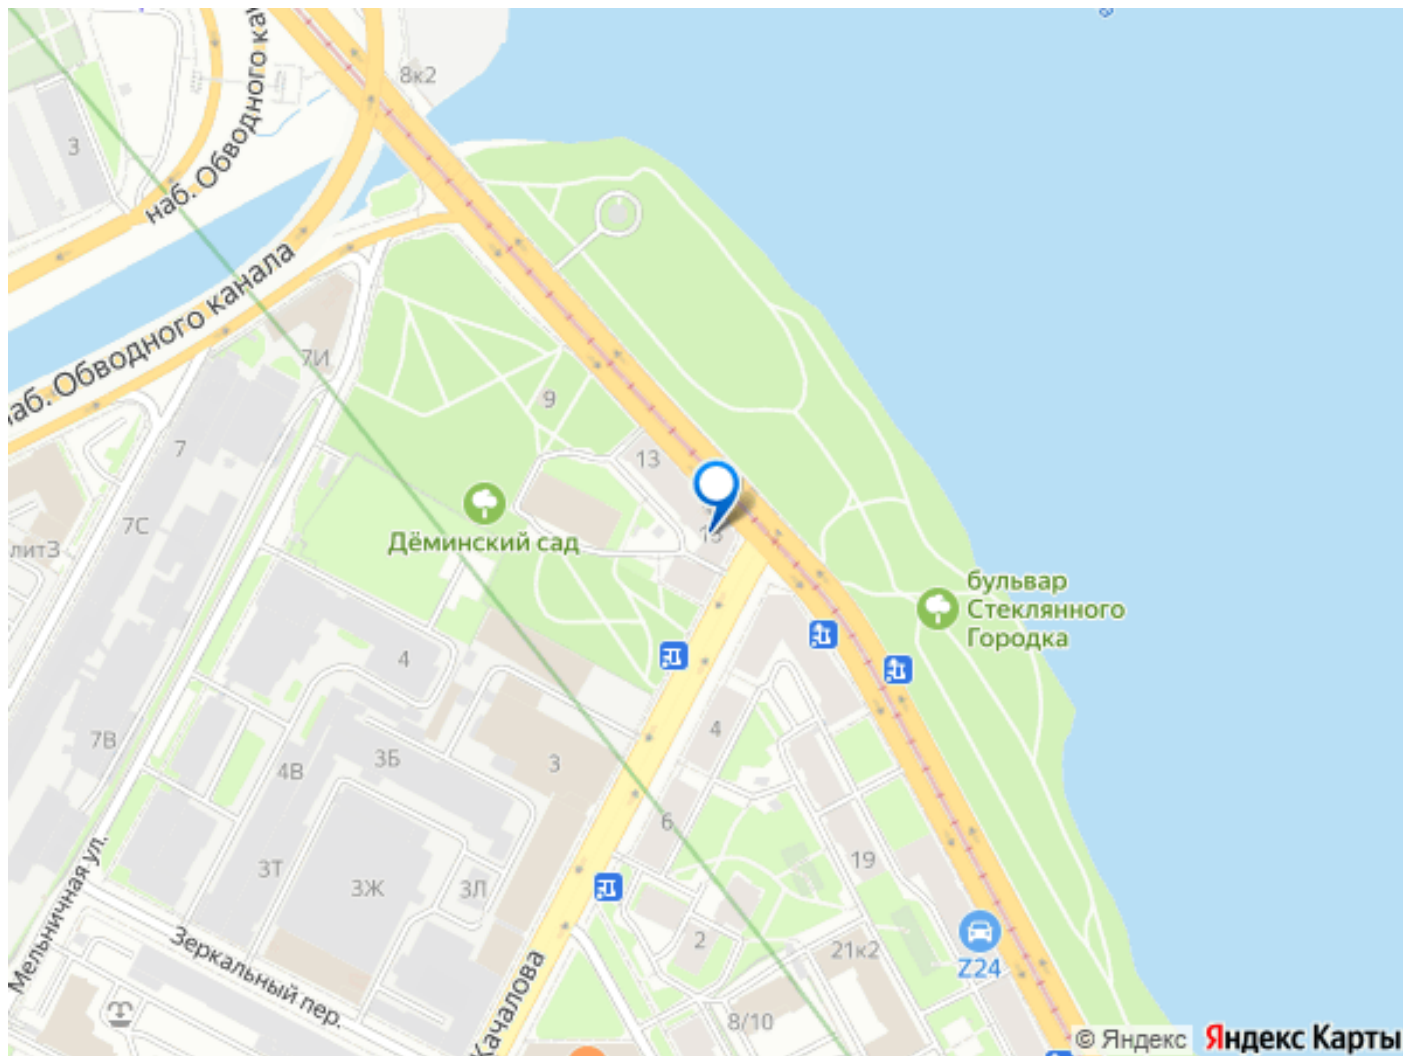 8к2
3
наб. Обводного
наб. Обводного канала
7И
9
13
7
Дёминский сад
15
7С
бульвар
Стеклянного
Городка
4
4
7В
3Б
3
4В
6
19
3Т
3Ж
3Л
Мельничная ул.
Зеркальный пер.
2
21к2
Z24
Качалова
8/10
© Яндекс
Яндекс Карты